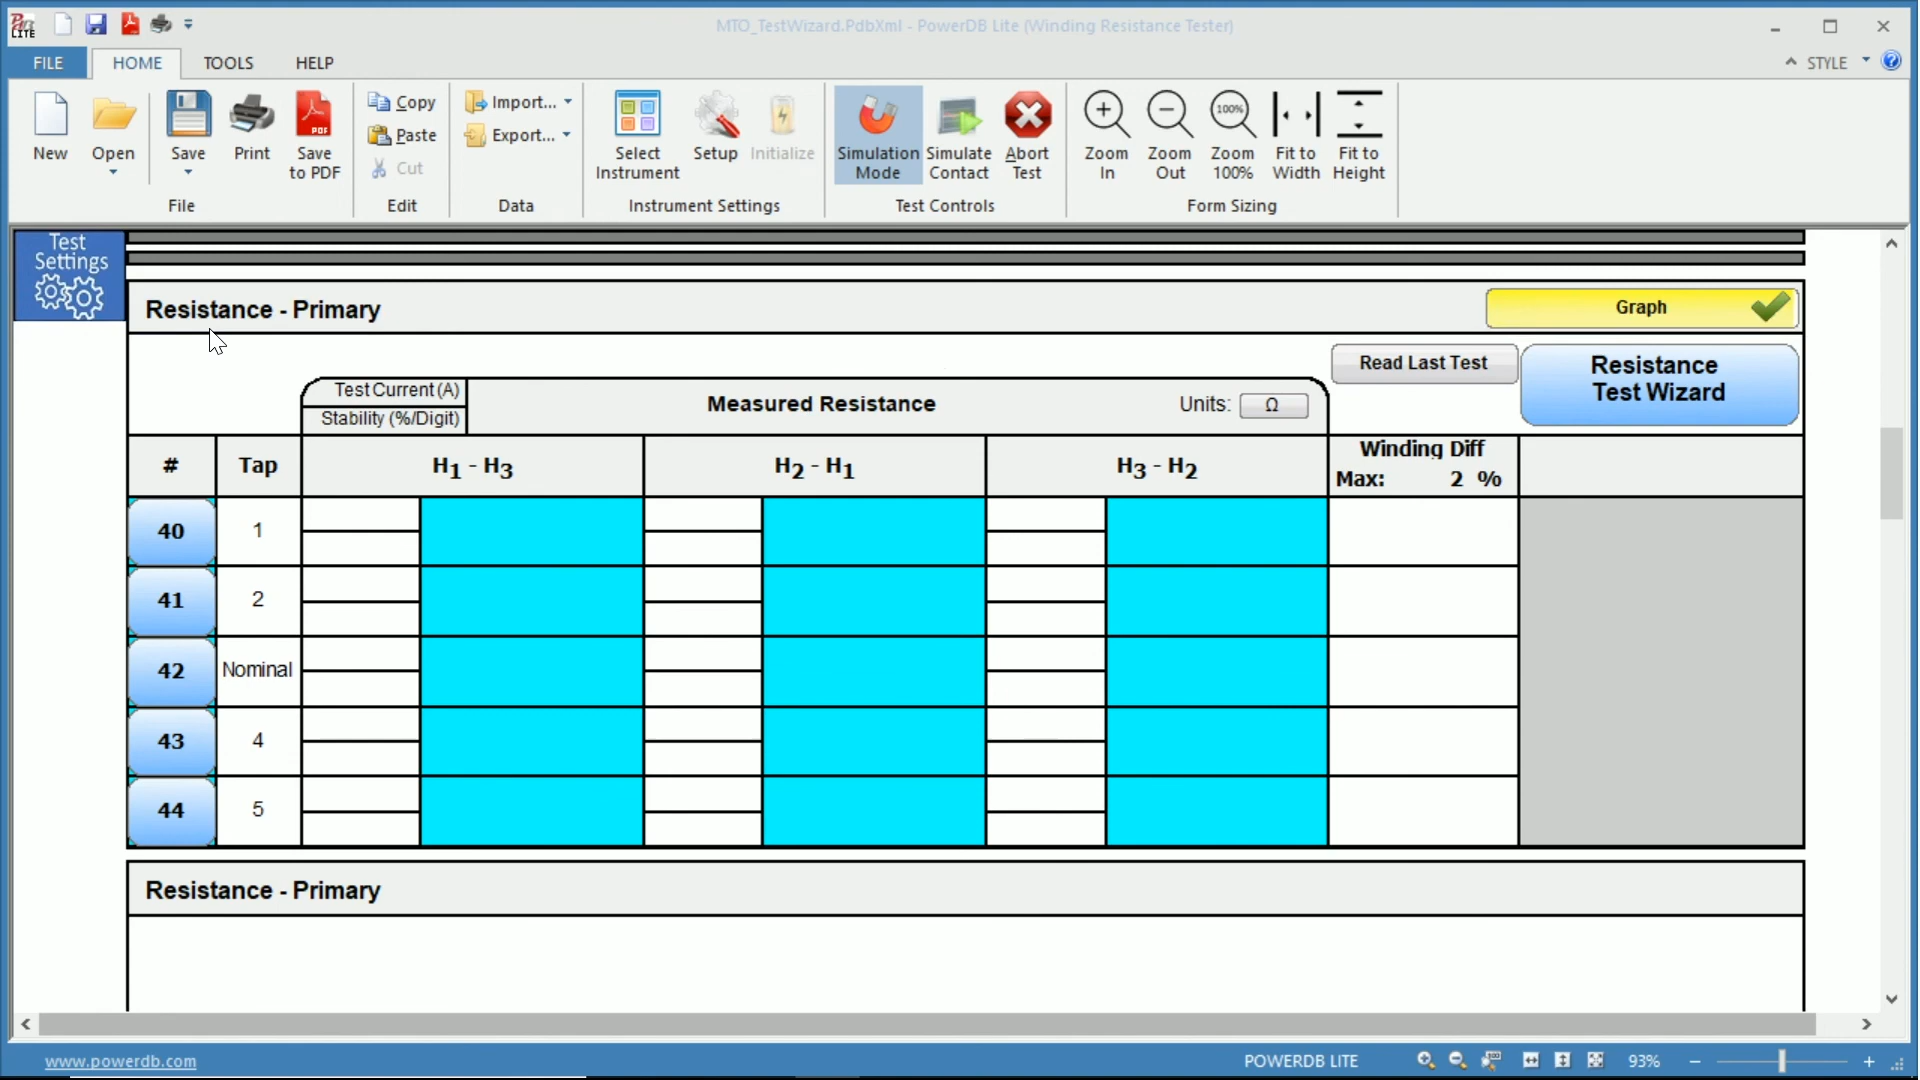 LITE
MTO_TestWizard.PdbXml - PowerDB Lite (Winding Resistance Tester)
FILE HOME TOOLS HELP STYLE
New Open Save Print Save to PDF
File
Copy
Paste
Cut
Edit
Import...
Export...
Data
Select Instrument Setup Initialize
Instrument Settings
Simulation Mode Simulate Contact Abort Test
Test Controls
Zoom In Zoom Out 100% Zoom 100% Fit to Width Fit to Height
Form Sizing
Test
Settings
Resistance - Primary
Graph
Read Last Test
Resistance
Test Wizard
Test Current (A)
Stability (%/Digit)
Measured Resistance
Units: Ω
# Tap H1 - H3 H2 - H1 H3 - H2 Winding Diff
Max: 2 %
40 1
41 2
42 Nominal
43 4
44 5
Resistance - Primary
www.powerdb.com POWERDB LITE 93%